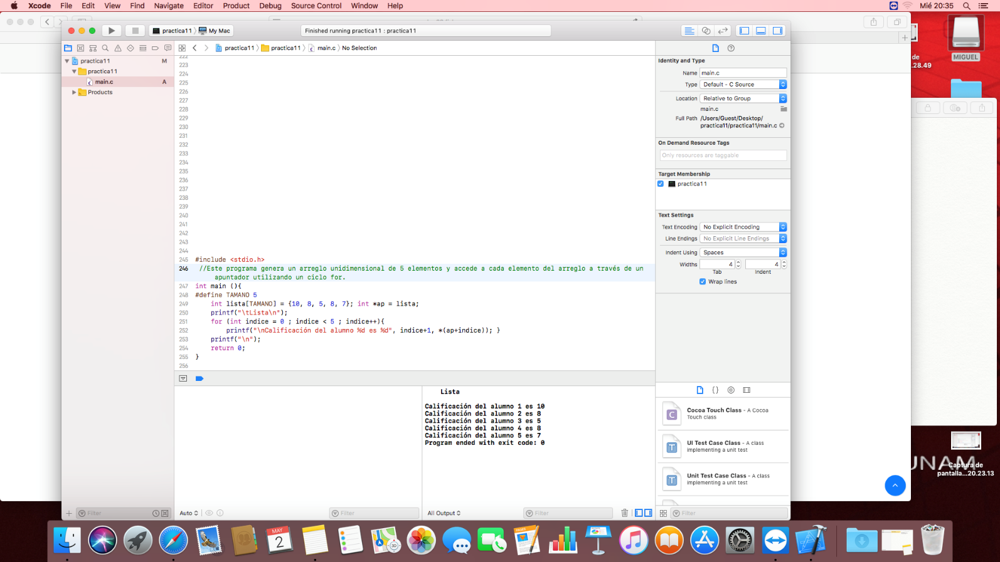 Xcode File Edit View Find Navigate Editor Product Debug Source Control Window Help Mié 20:35
practica11 My Mac Finished running practica11 : practica11
practica11 practica11 main.c No Selection
practica11 M
practica11
main.c A
Products
222
223
224
225
226
227
228
229
230
231
232
233
234
235
236
237
238
239
240
241
242
243
244
245 #include <stdio.h>
246 //Este programa genera un arreglo unidimensional de 5 elementos y accede a cada elemento del arreglo a través de un
apuntador utilizando un ciclo for.
247 int main (){
248 #define TAMANO 5
249 int lista[TAMANO] = {10, 8, 5, 8, 7}; int *ap = lista;
250 printf("\tLista\n");
251 for (int indice = 0 ; indice < 5 ; indice++){
252 printf("\nCalificación del alumno %d es %d", indice+1, *(ap+indice)); }
253 printf("\n");
254 return 0;
255 }
256
Lista
Calificación del alumno 1 es 10
Calificación del alumno 2 es 8
Calificación del alumno 3 es 5
Calificación del alumno 4 es 8
Calificación del alumno 5 es 7
Program ended with exit code: 0
Filter
Auto
Filter
All Output
Filter
Filter
Identity and Type
Name main.c
Type Default - C Source
Location Relative to Group
main.c
Full Path /Users/Guest/Desktop/
practica11/practica11/main.c
On Demand Resource Tags
Only resources are taggable
Target Membership
practica11
Text Settings
Text Encoding No Explicit Encoding
Line Endings No Explicit Line Endings
Indent Using Spaces
Widths 4 4
Tab Indent
Wrap lines
{}
C
Cocoa Touch Class - A Cocoa
Touch class
T
UI Test Case Class - A class
implementing a unit test
T
Unit Test Case Class - A class
implementing a unit test
de
.28.49
MIGUEL
UNAM
Captura de
pantalla...20.23.13
MAY
2
3D